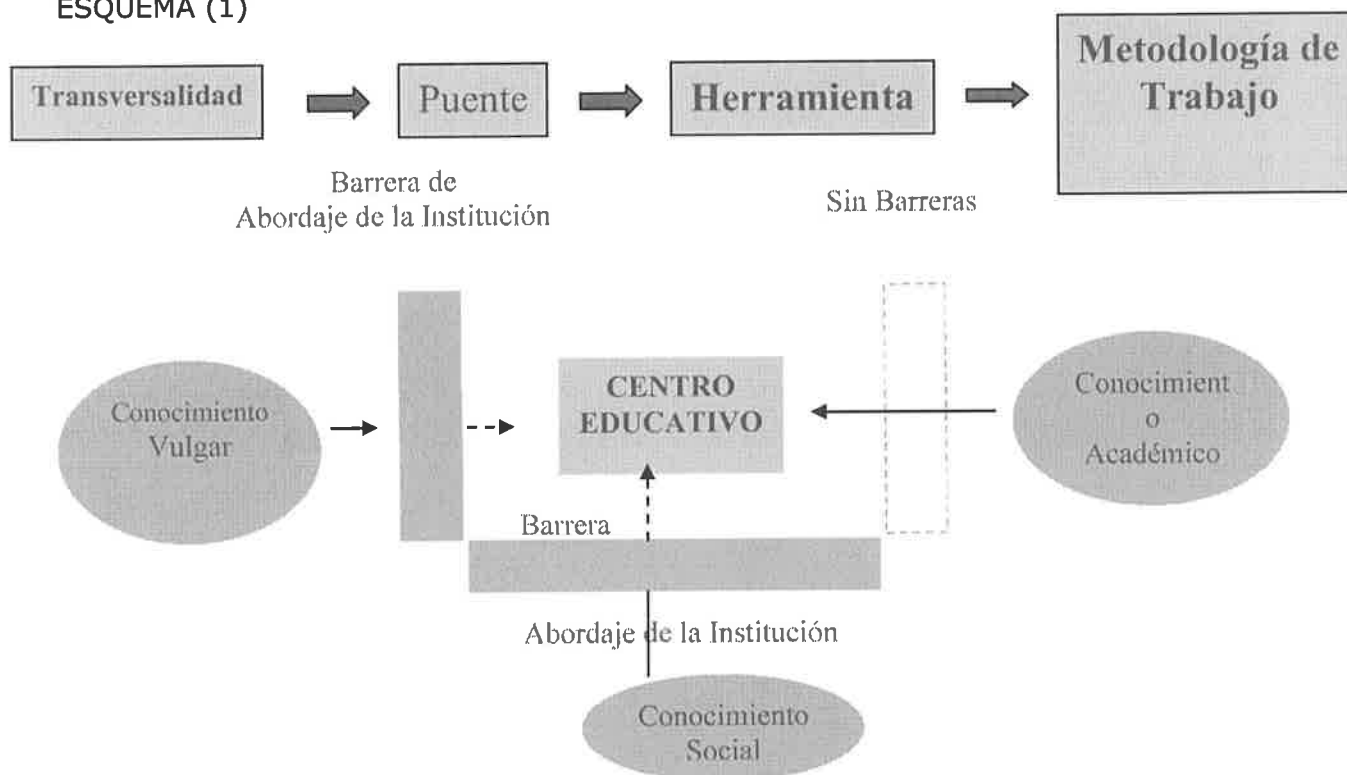 ESQUEMA (1)
Transversalidad
Puente
Herramienta
Metodología de
Trabajo
Barrera de
Abordaje de la Institución
Sin Barreras
Conocimiento
Vulgar
CENTRO
EDUCATIVO
Conocimient
o
Académico
Barrera
Abordaje de la Institución
Conocimiento
Social